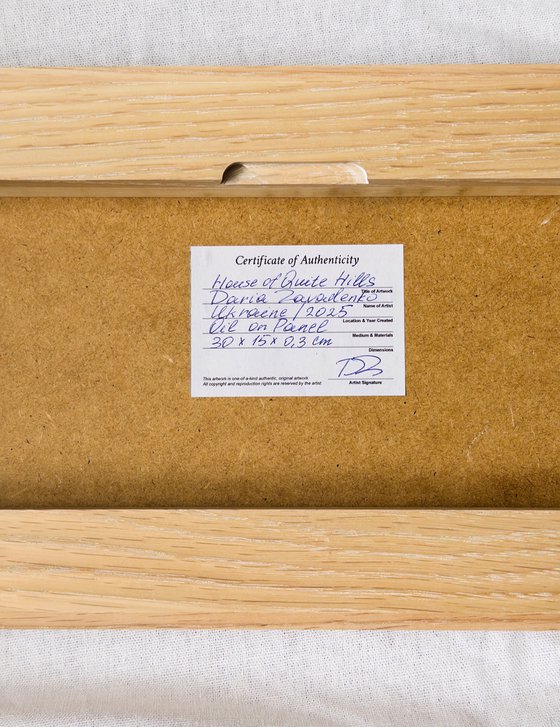 Certificate of Authenticity
House of Quite Hills
Title of Artwork
Daria Zavadenko
Name of Artist
Ukraine / 2025
Location & Year Created
Oil on Panel
Medium & Materials
30 x 15 x 0,3 cm
Dimensions
This artwork is one-of-a-kind authentic, original artwork
All copyright and reproduction rights are reserved by the artist
Artist Signature